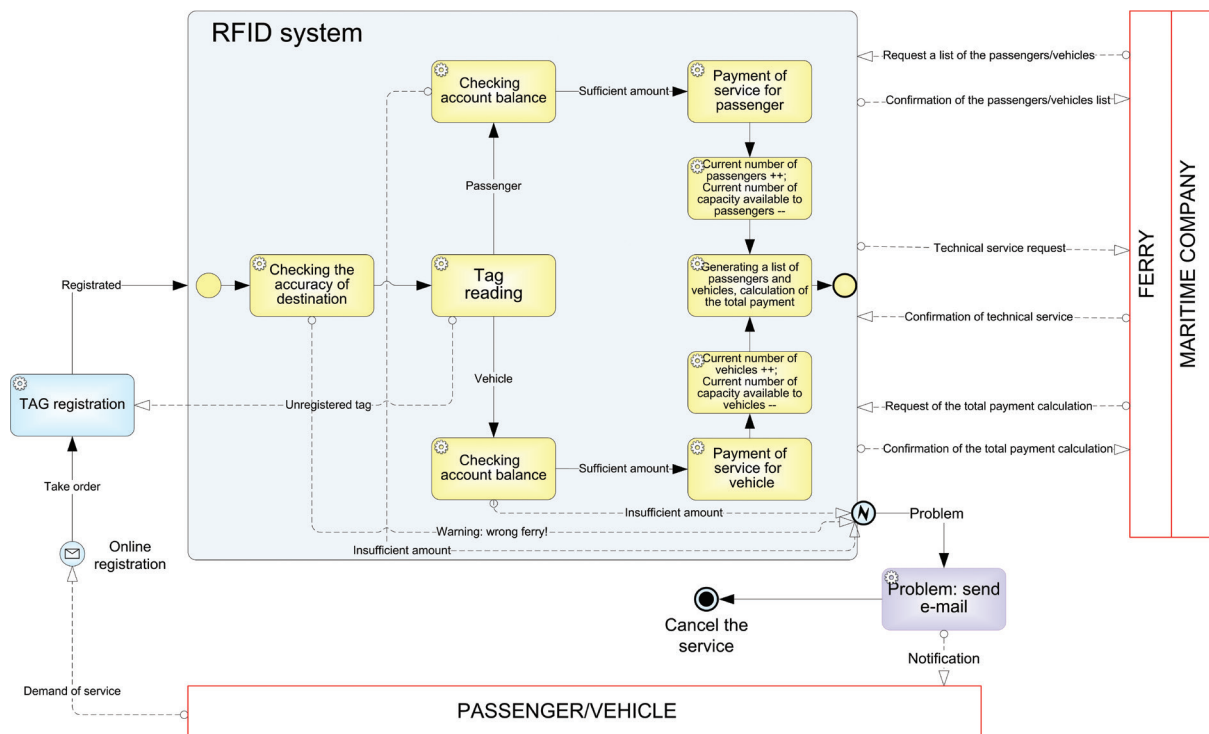 RFID system
Checking
account balance
Sufficient amount
Payment of
service for
passenger
Request a list of the passengers/vehicles
Confirmation of the passengers/vehicles list
Passenger
Current number of
passengers ++;
Current number of
capacity available to
passengers --
Technical service request
Registrated
Checking the
accuracy of
destination
Tag
reading
Generating a list of
passengers and
vehicles, calculation of
the total payment
Confirmation of technical service
FERRY
MARITIME COMPANY
Vehicle
Current number of
vehicles ++;
Current number of
capacity available to
vehicles --
TAG registration
Unregistered tag
Request of the total payment calculation
Confirmation of the total payment calculation
Checking
account balance
Sufficient amount
Payment of
service for
vehicle
Take order
Insufficient amount
Problem
Warning: wrong ferry!
Online
registration
Insufficient amount
Problem: send
e-mail
Cancel the
service
Notification
Demand of service
PASSENGER/VEHICLE